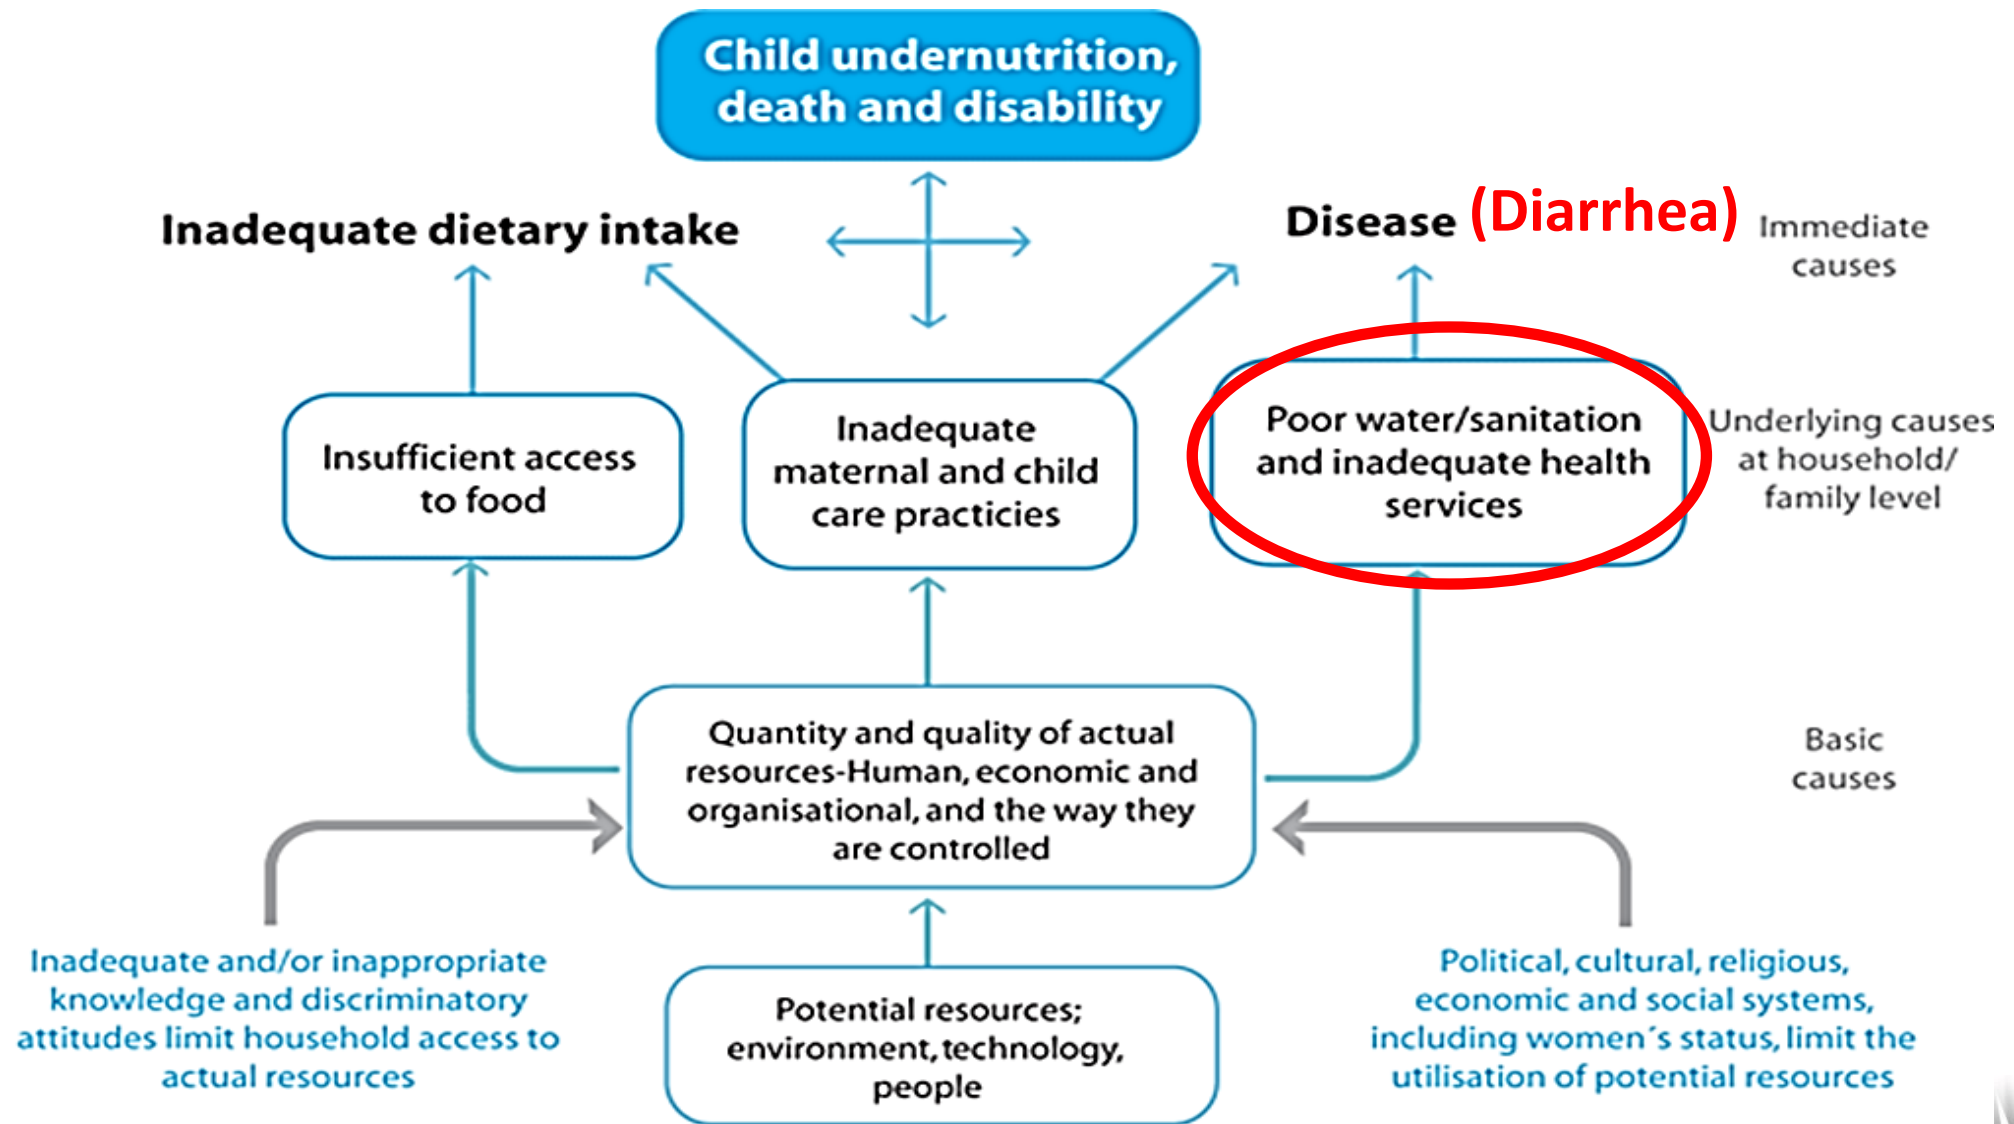 Child undernutrition,
death and disability
Inadequate dietary intake
Disease (Diarrhea)
Immediate
causes
Insufficient access
to food
Inadequate
maternal and child
care practicies
Poor water/sanitation
and inadequate health
services
Underlying causes
at household/
family level
Quantity and quality of actual
resources-Human, economic and
organisational, and the way they
are controlled
Basic
causes
Inadequate and/or inappropriate
knowledge and discriminatory
attitudes limit household access to
actual resources
Potential resources;
environment, technology,
people
Political, cultural, religious,
economic and social systems,
including women´s status, limit the
utilisation of potential resources